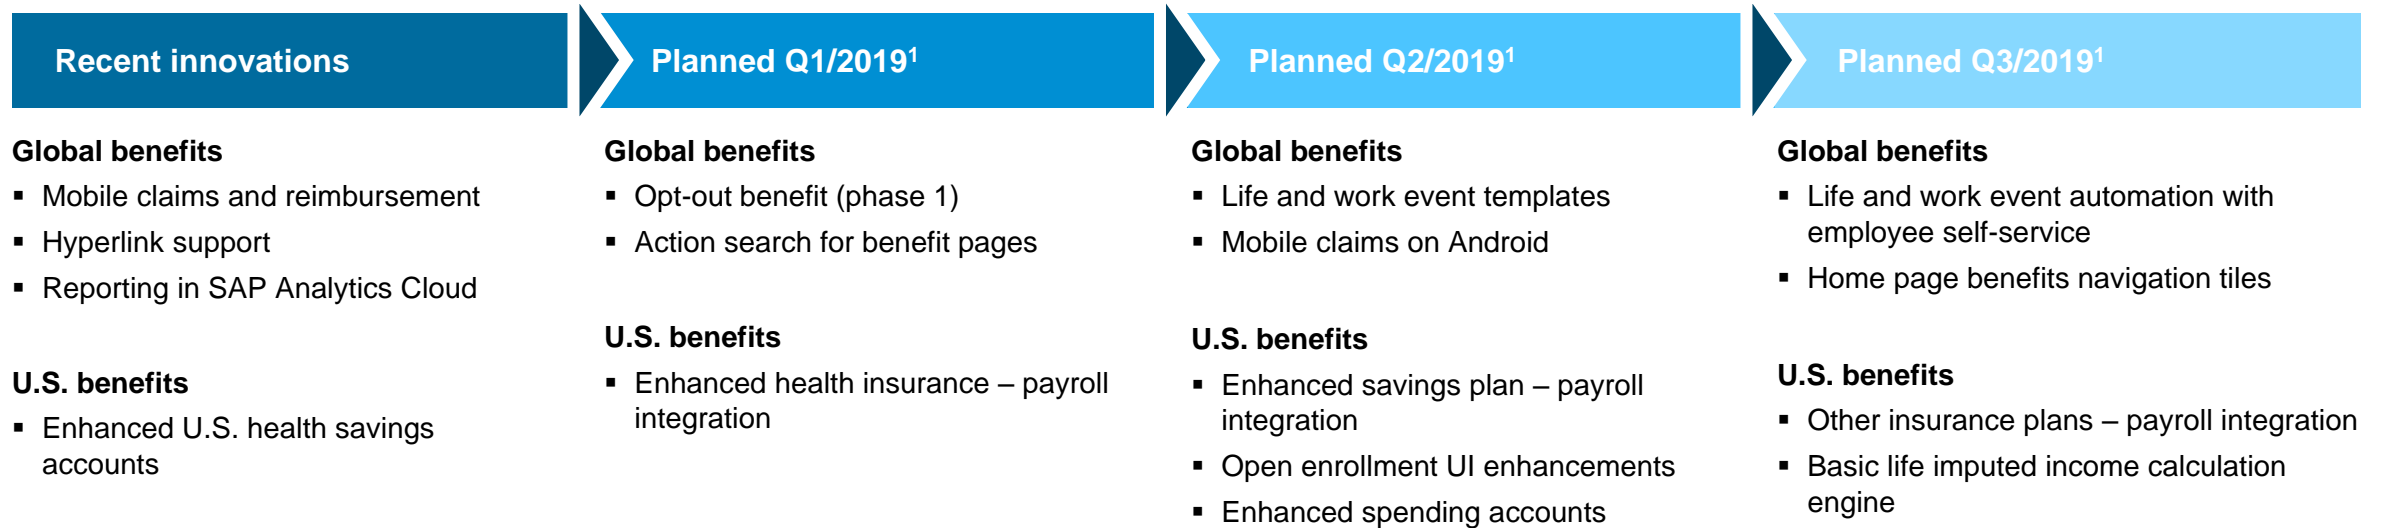 Recent innovations
Planned Q1/2019¹
Planned Q2/2019¹
Planned Q3/2019¹
Global benefits
▪ Mobile claims and reimbursement
▪ Hyperlink support
▪ Reporting in SAP Analytics Cloud
U.S. benefits
▪ Enhanced U.S. health savings
accounts
Global benefits
▪ Opt-out benefit (phase 1)
▪ Action search for benefit pages
U.S. benefits
▪ Enhanced health insurance – payroll
integration
Global benefits
▪ Life and work event templates
▪ Mobile claims on Android
U.S. benefits
▪ Enhanced savings plan – payroll
integration
▪ Open enrollment UI enhancements
▪ Enhanced spending accounts
Global benefits
▪ Life and work event automation with
employee self-service
▪ Home page benefits navigation tiles
U.S. benefits
▪ Other insurance plans – payroll integration
▪ Basic life imputed income calculation
engine